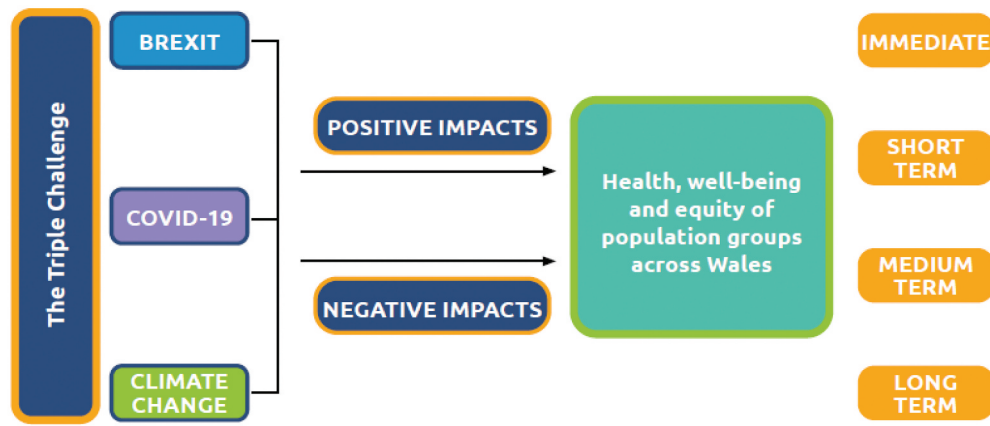 The Triple Challenge
BREXIT
COVID-19
CLIMATE
CHANGE
POSITIVE IMPACTS
NEGATIVE IMPACTS
Health, well-being
and equity of
population groups
across Wales
IMMEDIATE
SHORT
TERM
MEDIUM
TERM
LONG
TERM